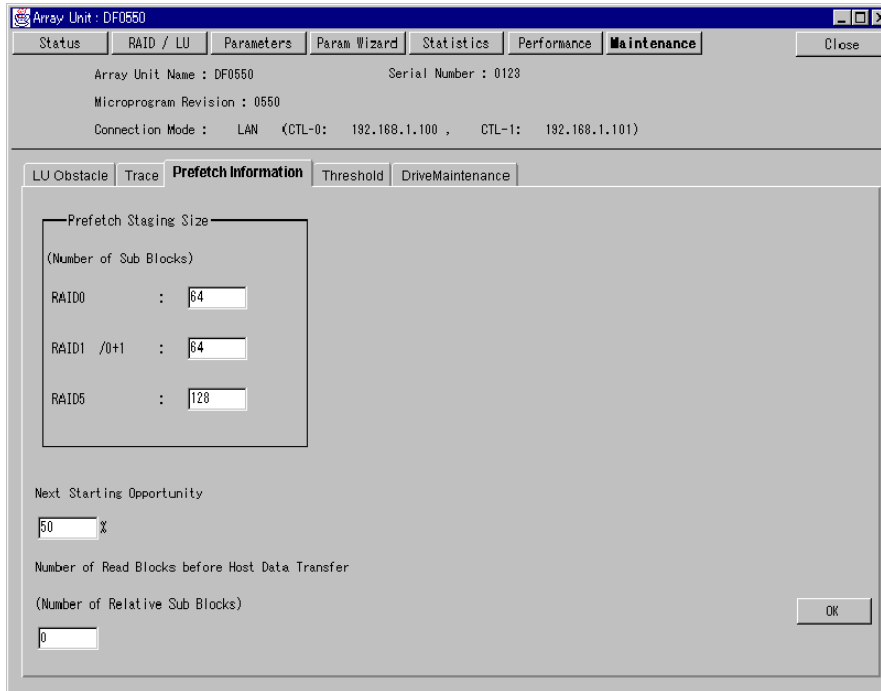 Array Unit : DF0550
Status RAID / LU Parameters Param Wizard Statistics Performance Maintenance Close
Array Unit Name : DF0550 Serial Number : 0123
Microprogram Revision : 0550
Connection Mode : LAN (CTL-0: 192.168.1.100 , CTL-1: 192.168.1.101)
LU Obstacle Trace Prefetch Information Threshold DriveMaintenance
Prefetch Staging Size
(Number of Sub Blocks)
RAID0 : 64
RAID1 /0+1 : 64
RAID5 : 128
Next Starting Opportunity
50 %
Number of Read Blocks before Host Data Transfer
(Number of Relative Sub Blocks)
OK
0